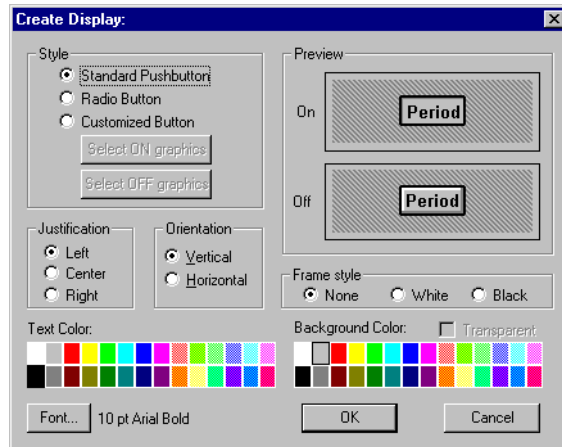 Create Display:
Style
Standard Pushbutton
Radio Button
Customized Button
Select ON graphics
Select OFF graphics
Preview
On
Period
Off
Period
Justification
Left
Center
Right
Orientation
Vertical
Horizontal
Frame style
None
White
Black
Text Color:
Background Color:
Transparent
Font...
10 pt Arial Bold
OK
Cancel